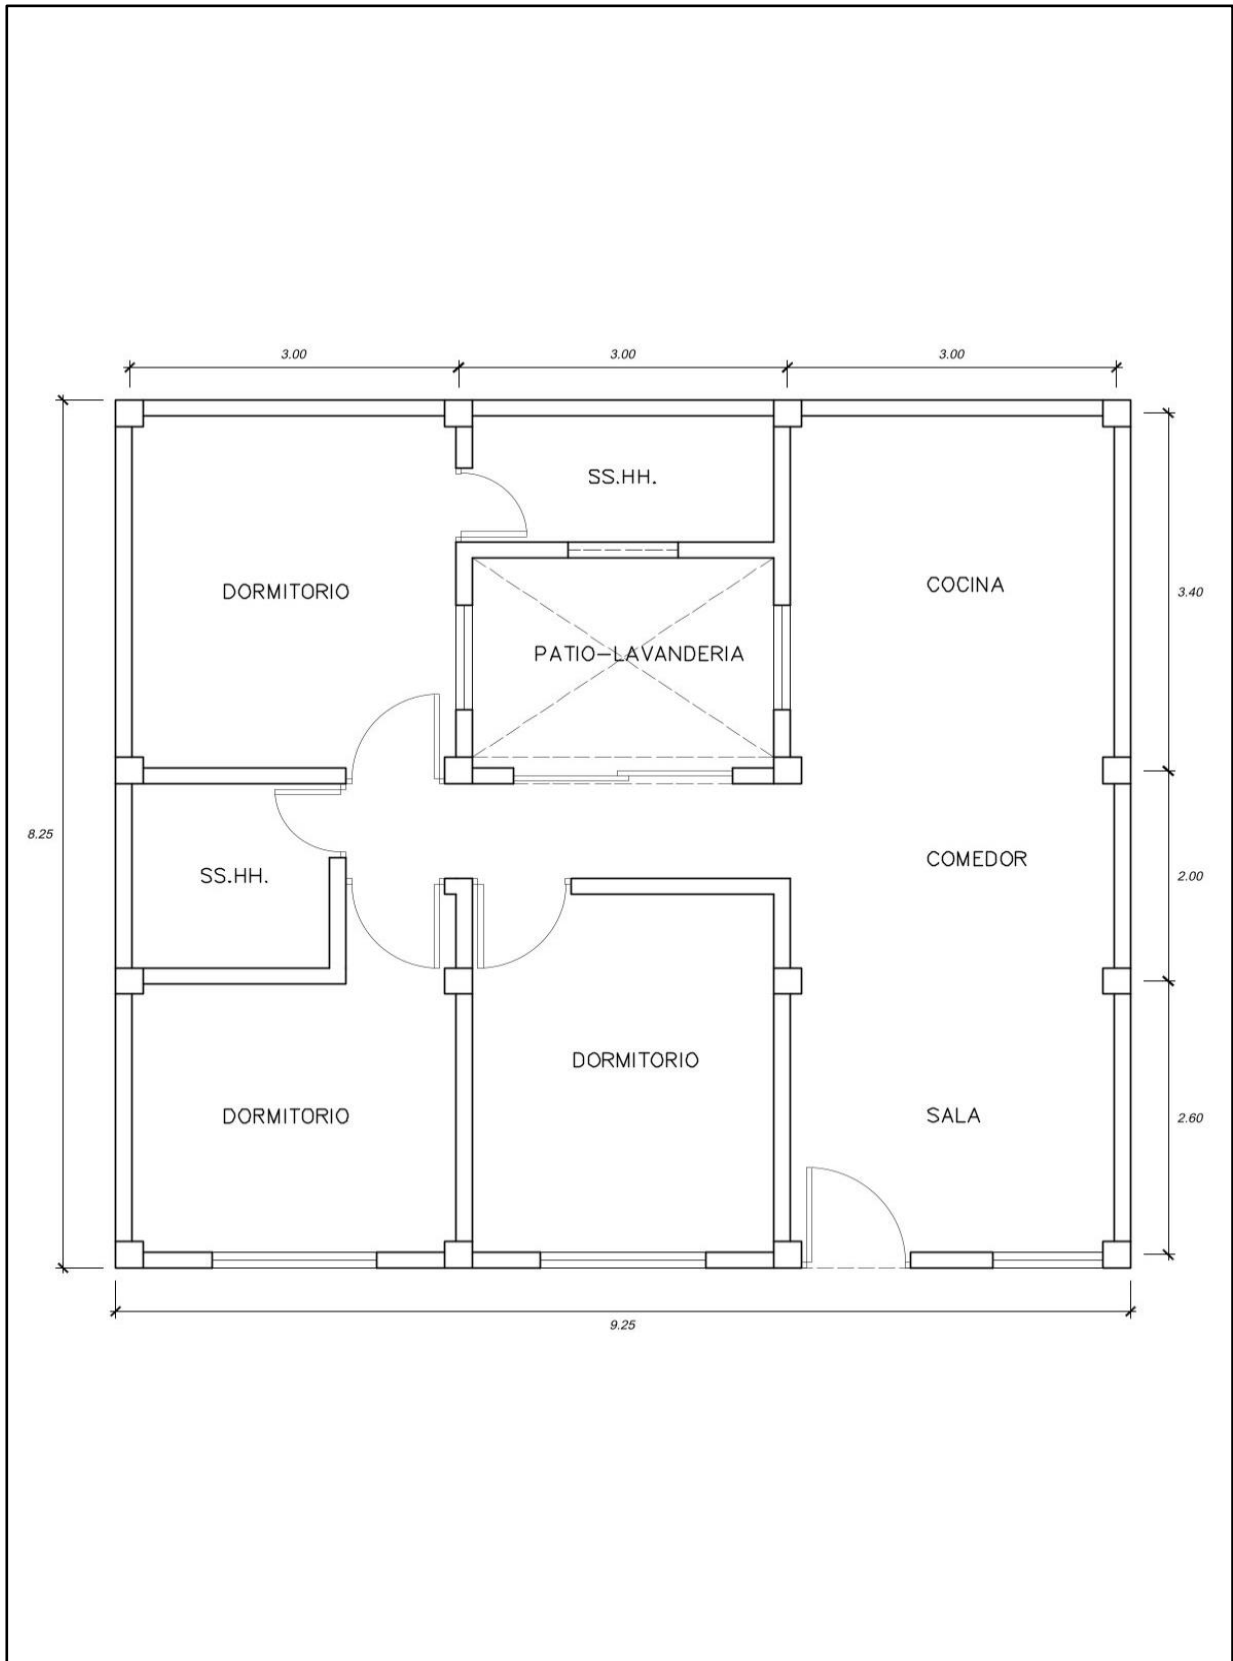 3.00
3.00
3.00
SS.HH.
DORMITORIO
COCINA
3.40
PATIO-LAVANDERIA
8.25
COMEDOR
SS.HH.
2.00
DORMITORIO
DORMITORIO
SALA
2.60
9.25